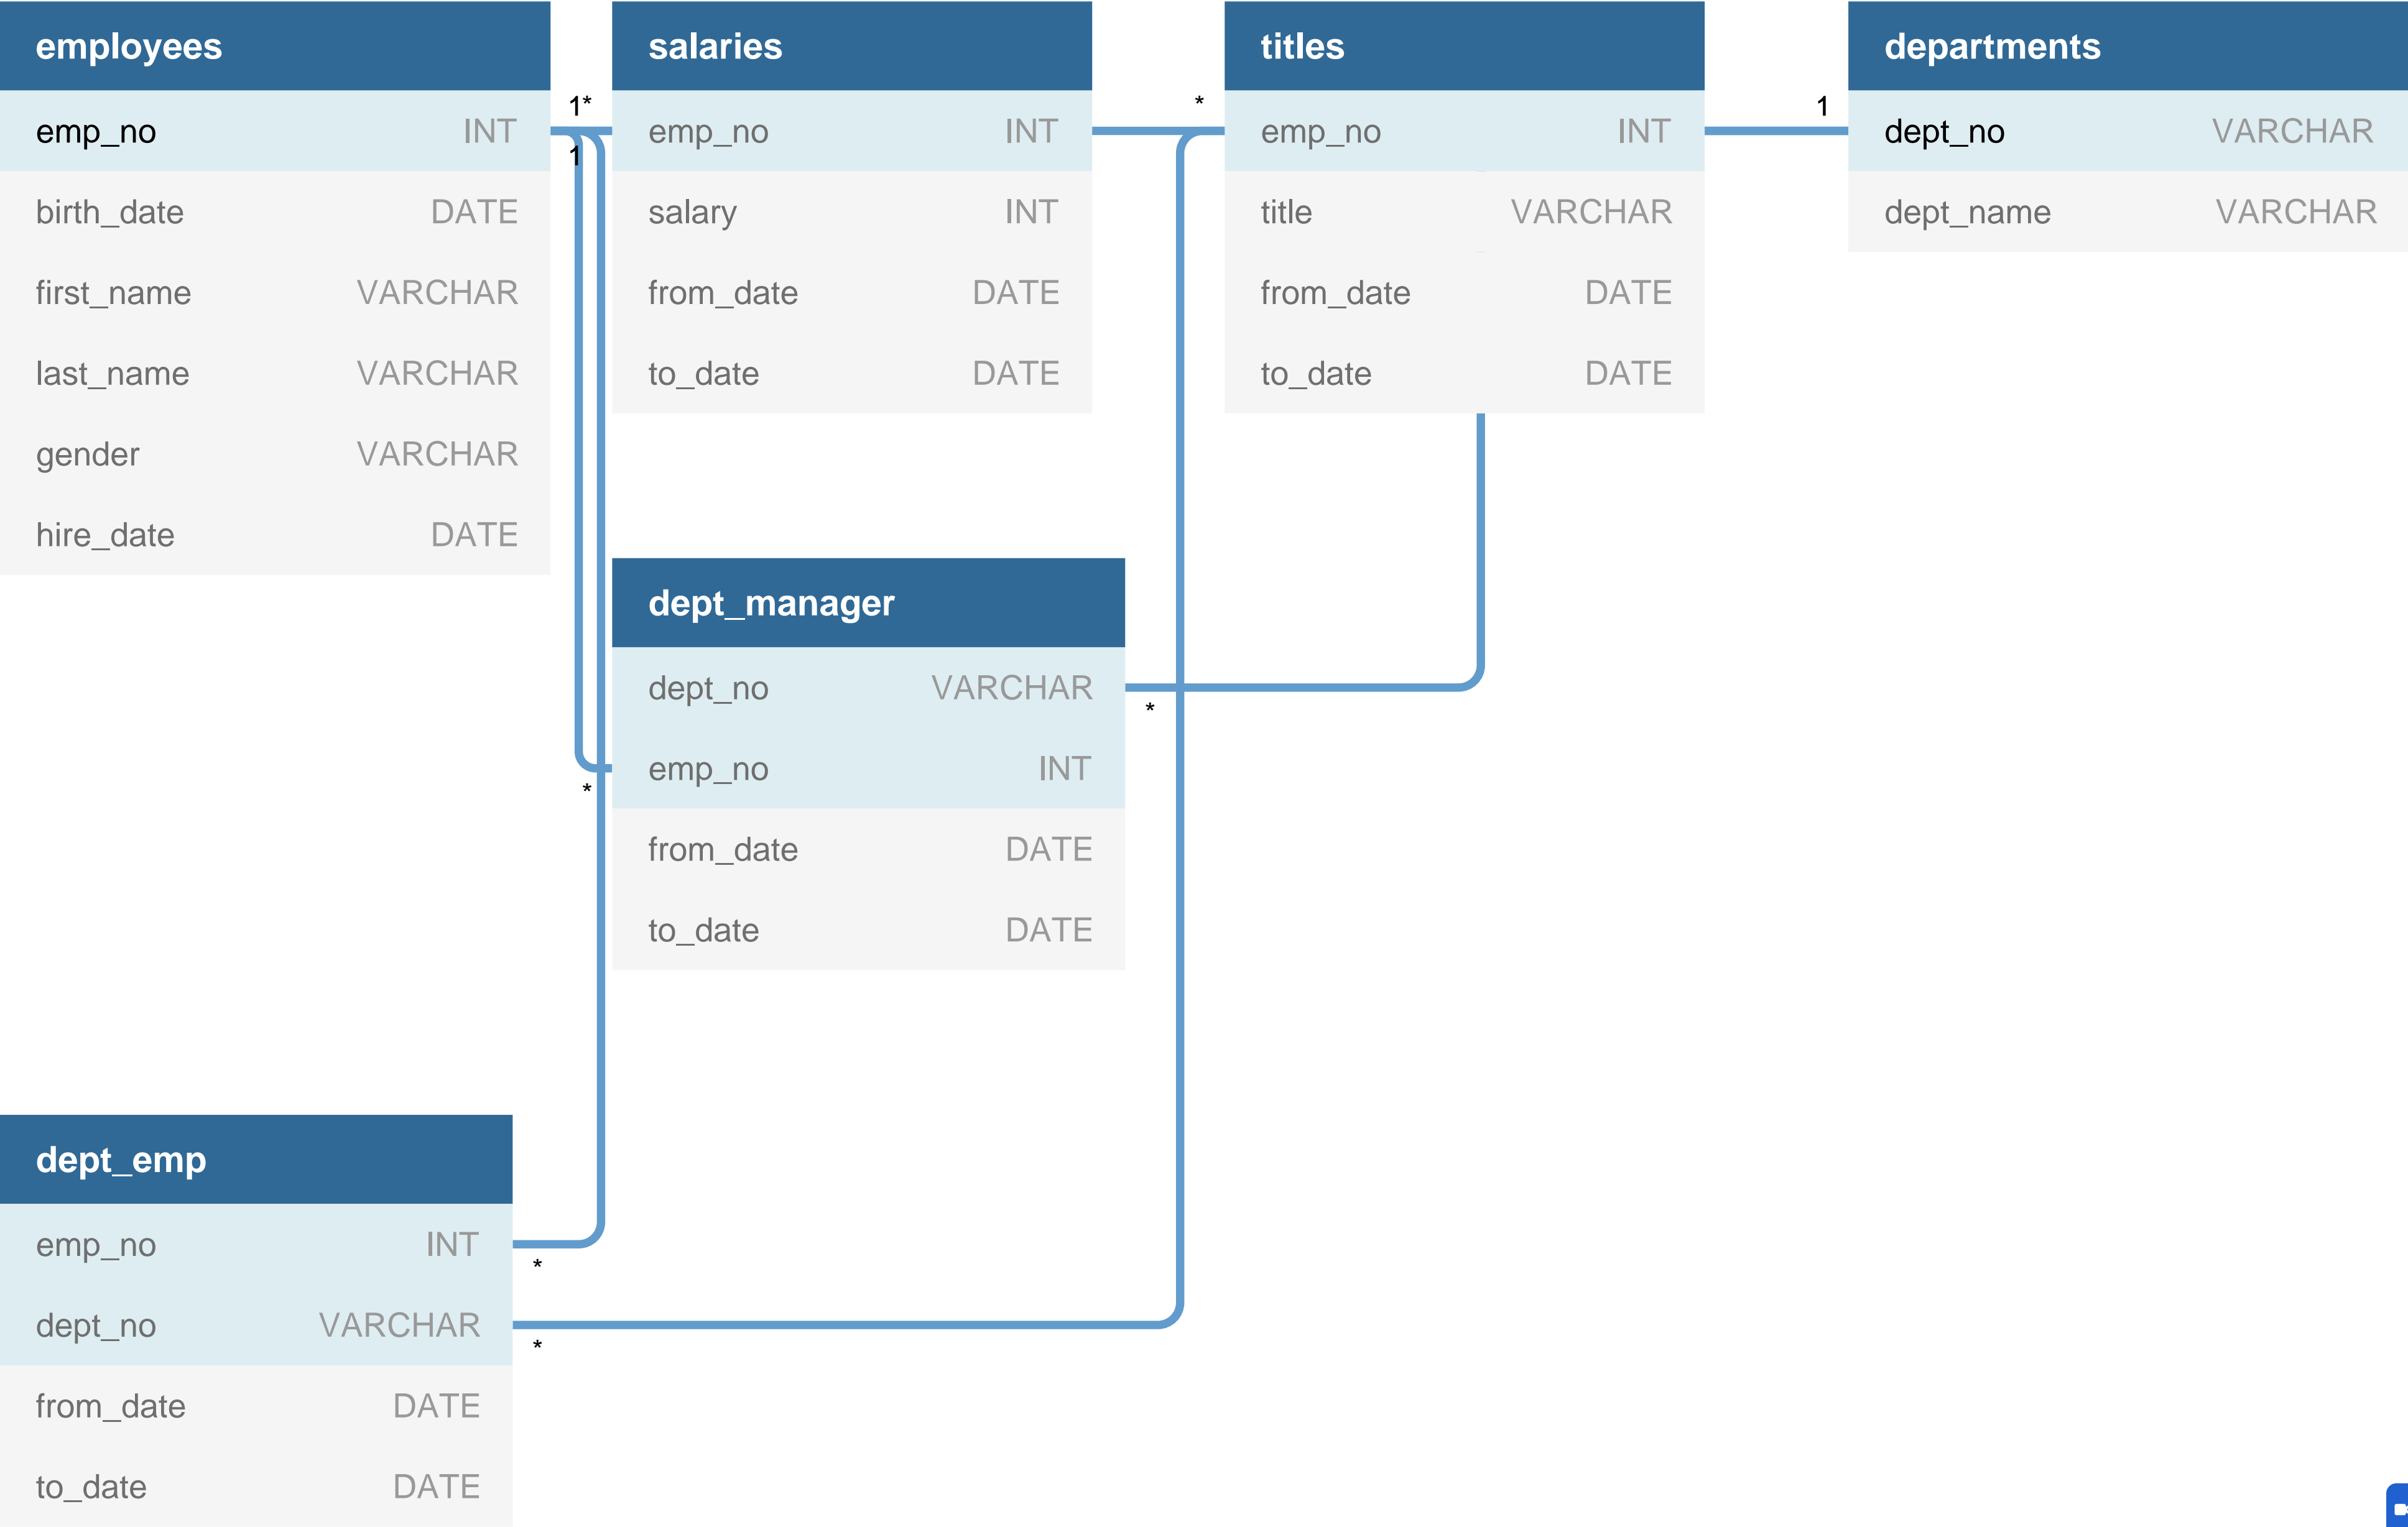 employees
emp_no INT
birth_date DATE
first_name VARCHAR
last_name VARCHAR
gender VARCHAR
hire_date DATE
1*
1
salaries
emp_no INT
salary INT
from_date DATE
to_date DATE
*
titles
emp_no INT
title VARCHAR
from_date DATE
to_date DATE
1
departments
dept_no VARCHAR
dept_name VARCHAR
dept_manager
dept_no VARCHAR
*
emp_no INT
*
from_date DATE
to_date DATE
dept_emp
emp_no INT
*
dept_no VARCHAR
*
from_date DATE
to_date DATE